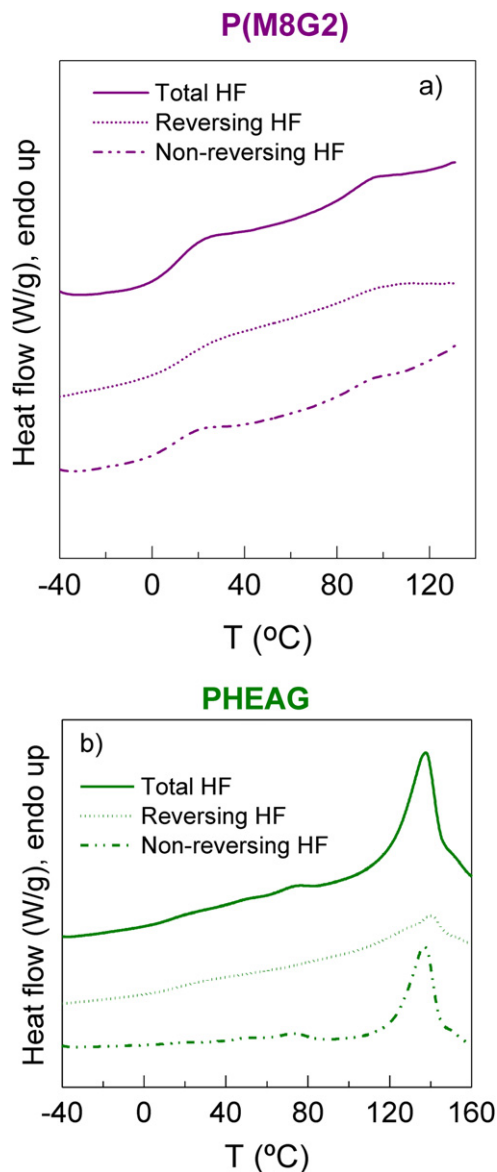 P(M8G2)
a)
Total HF
Reversing HF
Non-reversing HF
Heat flow (W/g), endo up
-40 0 40 80 120
T (ºC)
PHEAG
b)
Total HF
Reversing HF
Non-reversing HF
Heat flow (W/g), endo up
-40 0 40 80 120 160
T (ºC)